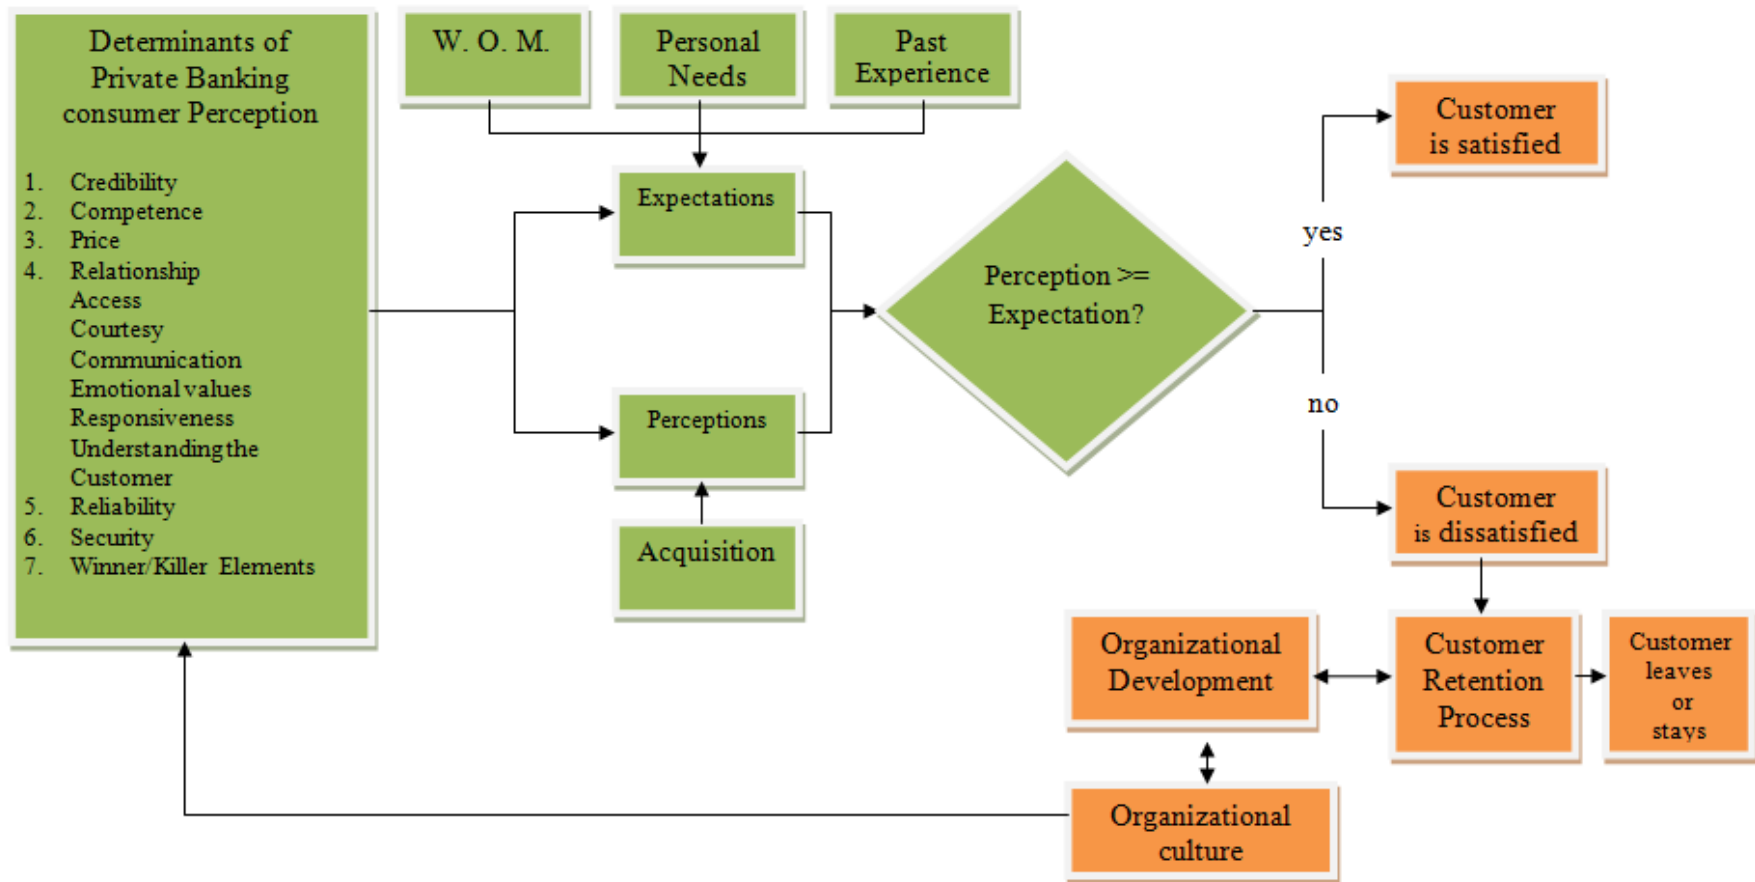 Determinants of
Private Banking
consumer Perception
1. Credibility
2. Competence
3. Price
4. Relationship
Access
Courtesy
Communication
Emotional values
Responsiveness
Understanding the
Customer
5. Reliability
6. Security
7. Winner/Killer Elements
W. O. M.
Personal
Needs
Past
Experience
Expectations
Perceptions
Acquisition
Perception >=
Expectation?
yes
no
Customer
is satisfied
Customer
is dissatisfied
Customer
Retention
Process
Customer
leaves
or
stays
Organizational
Development
Organizational
culture